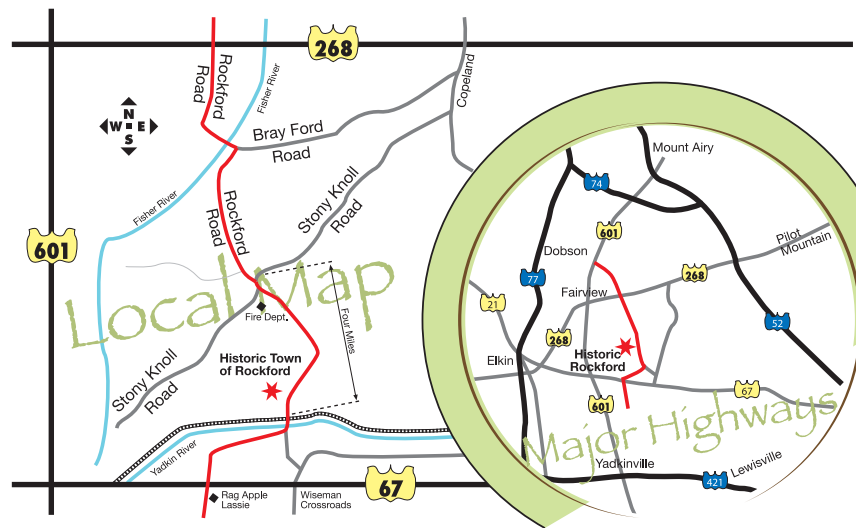 268
Rockford
Road
Fisher River
Copeland
N
W E
S
Bray Ford
Road
Stony Knoll
Road
Fisher River
Rockford
Road
601
Local Map
Fire Dept.
Four Miles
Historic Town
of Rockford
Stony Knoll
Road
Yadkin River
67
Rag Apple
Lassie
Wiseman
Crossroads
Mount Airy
74
601
Pilot
Mountain
Dobson
77
268
Fairview
21
52
268
Historic
Rockford
Elkin
67
601
Major Highways
Yadkinville
Lewisville
421